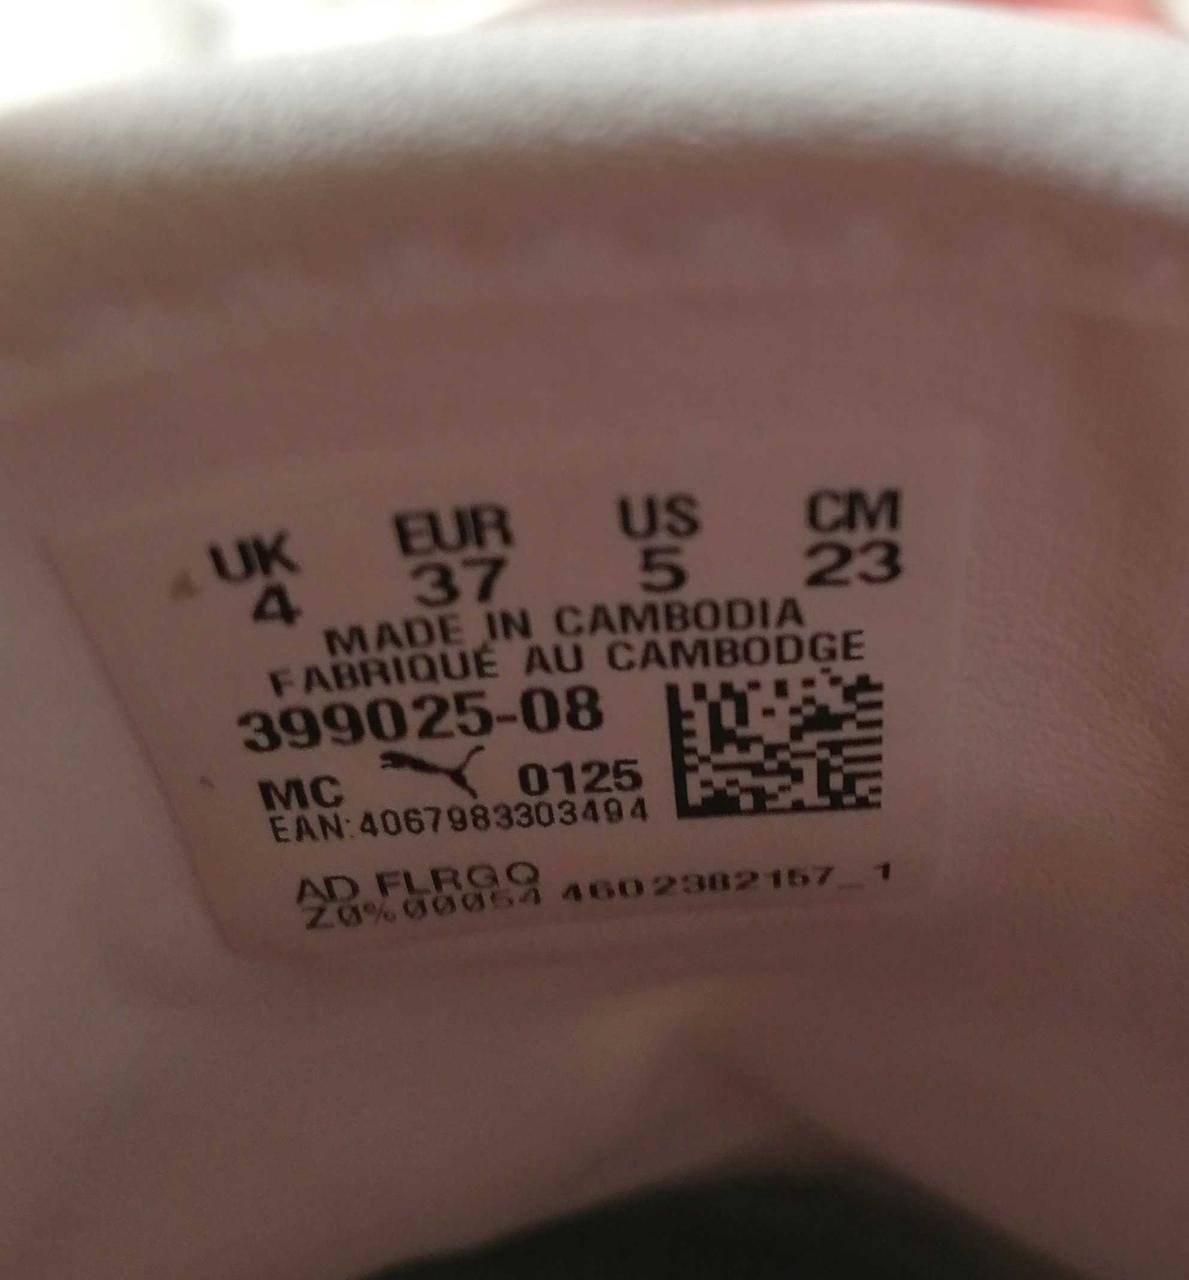 UK EUR US CM
4 37 5 23
MADE IN CAMBODIA
FABRIQUÉ AU CAMBODGE
399025-08
MC 0125
EAN:4067983303494
AD FLRGQ
Z0%00054 4602382157_1